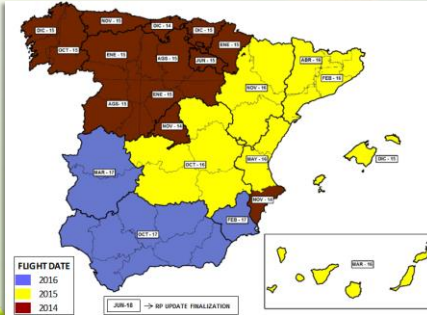 NOV - 15
DIC - 14
DIC - 15
DIC - 15
ENE - 15
OCT - 15
ENE - 15
AGO - 15
JUN - 15
ABR - 16
FEB - 16
NOV - 16
AGO- 15
ENE - 15
NOV - 14
OCT - 16
MAY - 16
DIC - 15
MAR - 17
NOV - 16
FEB - 17
OCT - 17
MAR - 16
FLIGHT DATE
2016
2015
2014
JUN-18 → RP UPDATE FINALIZATION